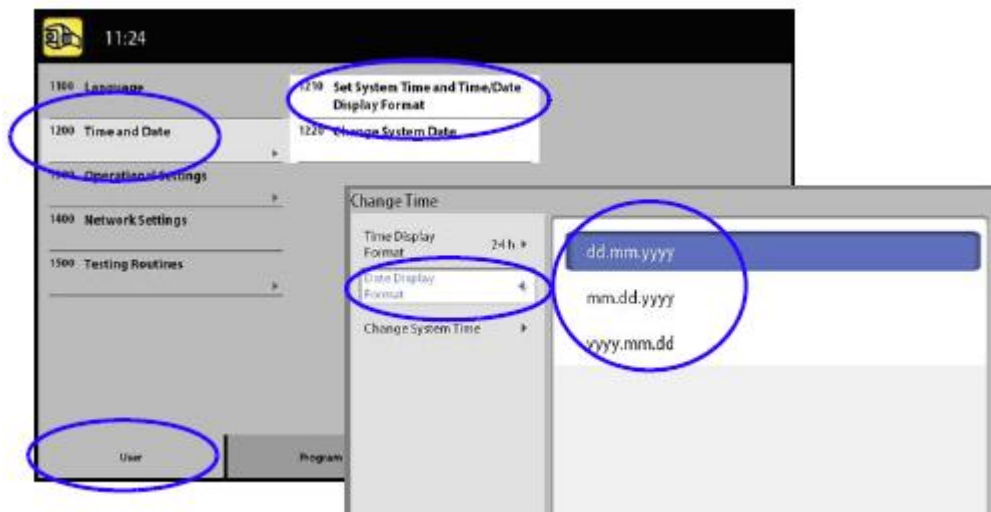 11:24
1100 Language
1200 Time and Date
1300 Operational Settings
1400 Network Settings
1500 Testing Routines
1210 Set System Time and Time/Date
Display Format
1220 Change System Date
User
Program
Change Time
Time Display
Format
24 h
Date Display
Format
Change System Time
dd.mm.yyyy
mm.dd.yyyy
yyyy.mm.dd